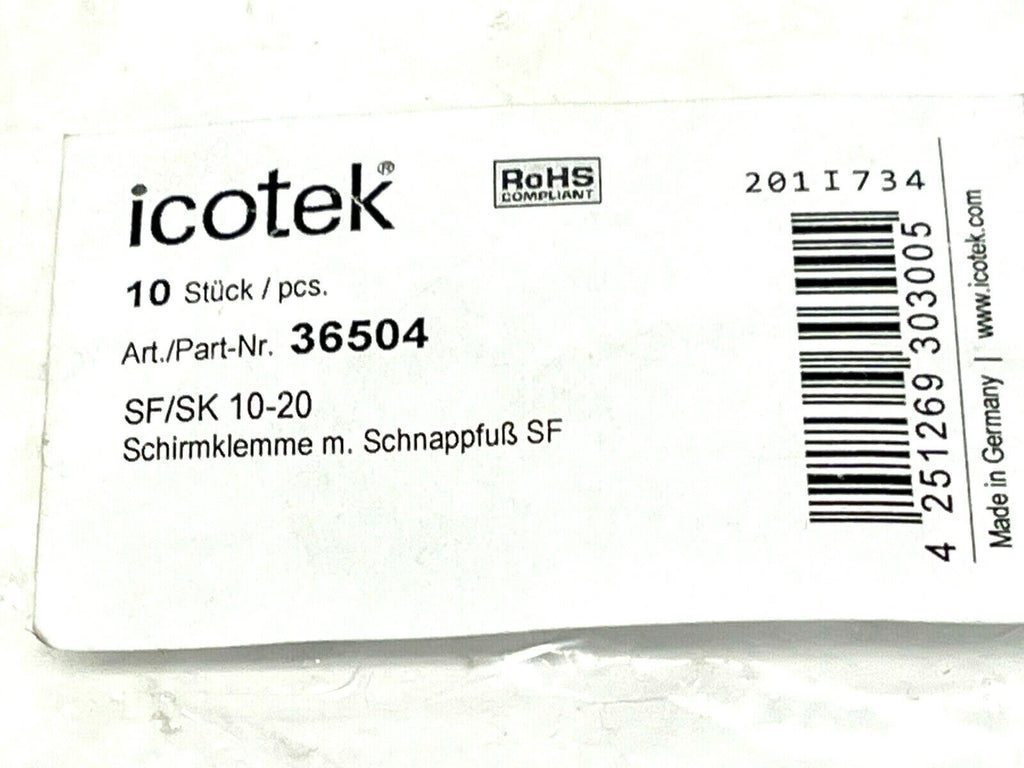 icotek®
RoHS
COMPLIANT
201I734
10 Stück / pcs.
Art./Part-Nr. 36504
SF/SK 10-20
Schirmklemme m. Schnappfuß SF
4 251269 303005
Made in Germany | www.icotek.com